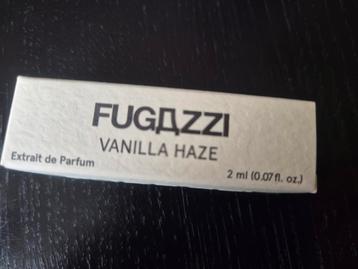 FUGAZZI
VANILLA HAZE
Extrait de Parfum
2 ml (0.07 fl. oz.)